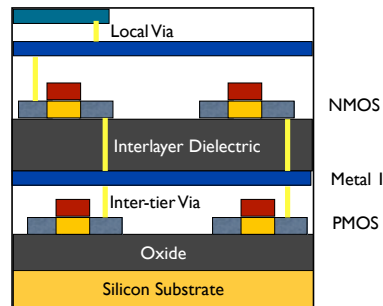 Local Via
NMOS
Interlayer Dielectric
Metal 1
Inter-tier Via
PMOS
Oxide
Silicon Substrate